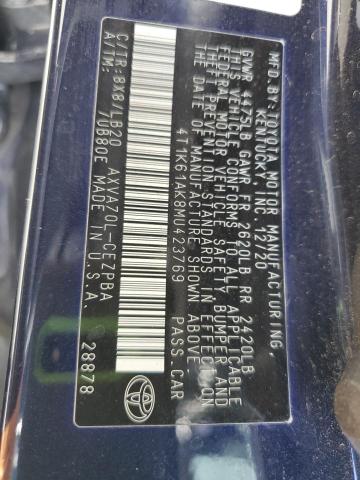 MFD.BY:TOYOTA MOTOR MANUFACTURING,
KENTUCKY, INC. 12/20
GVWR 4475LB GAWR FR 2620LB RR 2420LB
THIS VEHICLE CONFORMS TO ALL APPLICABLE
FEDERAL MOTOR VEHICLE SAFETY, BUMPER AND
THEFT PREVENTION STANDARDS IN EFFECT ON
THE DATE OF MANUFACTURE SHOWN ABOVE.
4T1K61AK8MU423769 PASS.CAR
C/TR:8X8/LB20 AXVA70L-CEZPBA
A/TM: 7UB80E MADE IN U.S.A. 28878